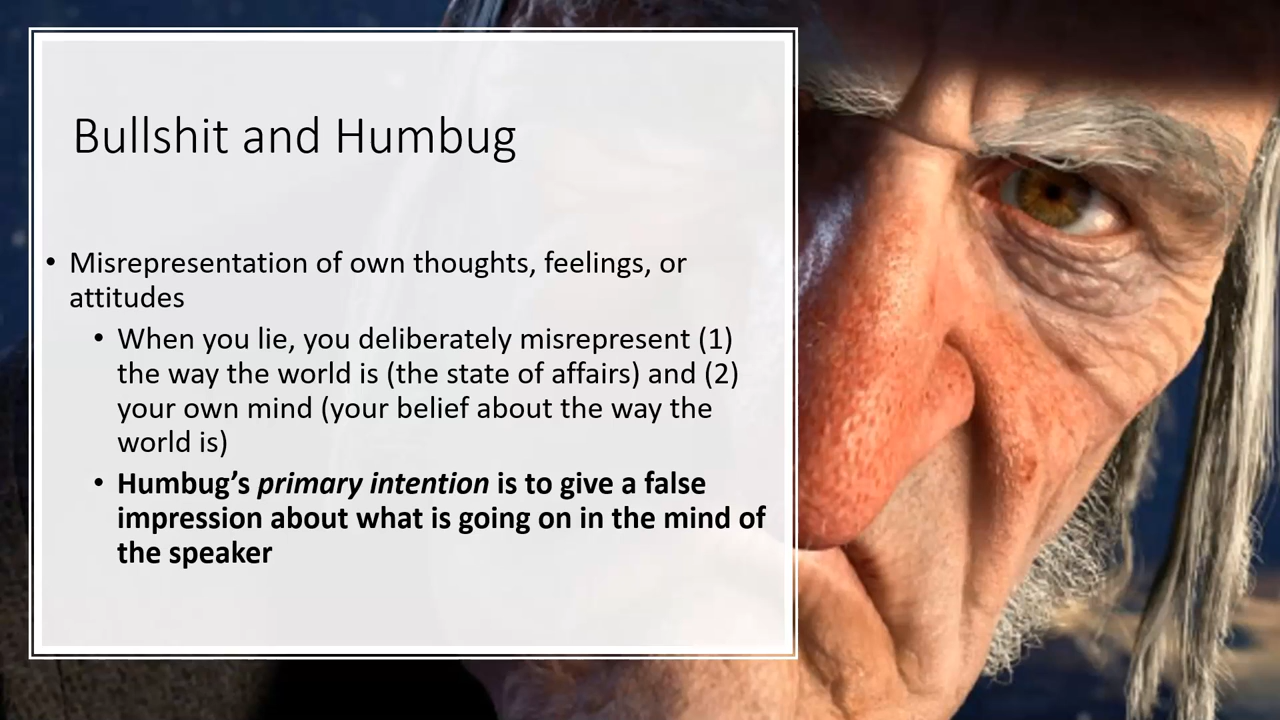 Bullshit and Humbug
• Misrepresentation of own thoughts, feelings, or
attitudes
• When you lie, you deliberately misrepresent (1)
the way the world is (the state of affairs) and (2)
your own mind (your belief about the way the
world is)
• Humbug’s primary intention is to give a false
impression about what is going on in the mind of
the speaker